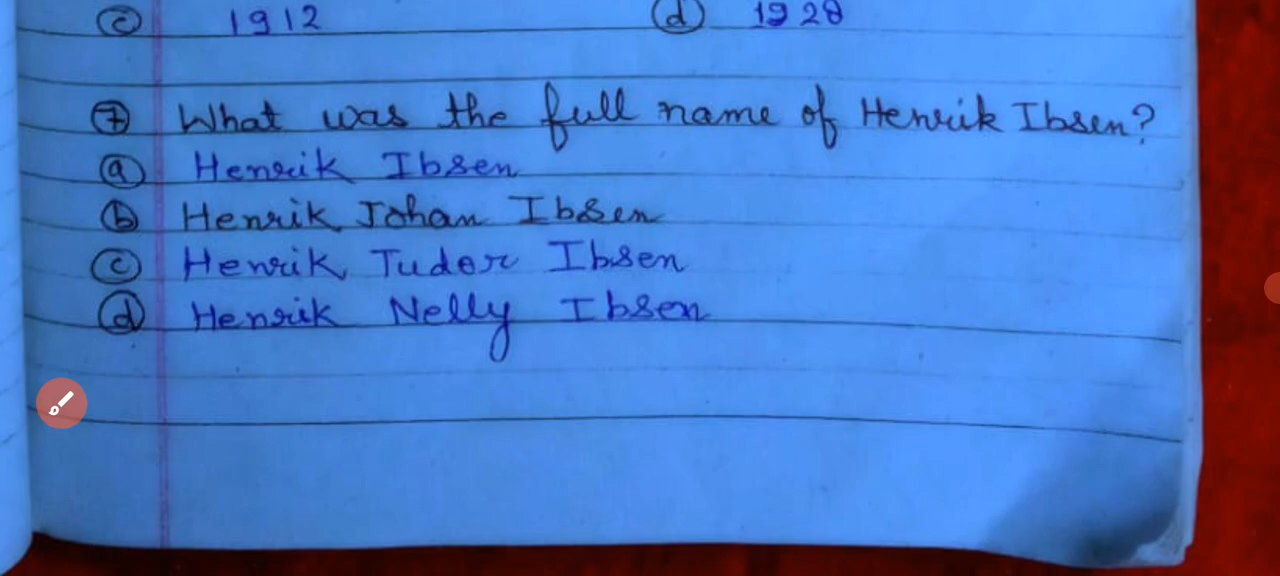 (c) 1912 (d) 1928
(7) What was the full name of Henrik Ibsen?
(a) Henrik Ibsen
(b) Henrik Johan Ibsen
(c) Henrik Tudor Ibsen
(d) Henrik Nelly Ibsen